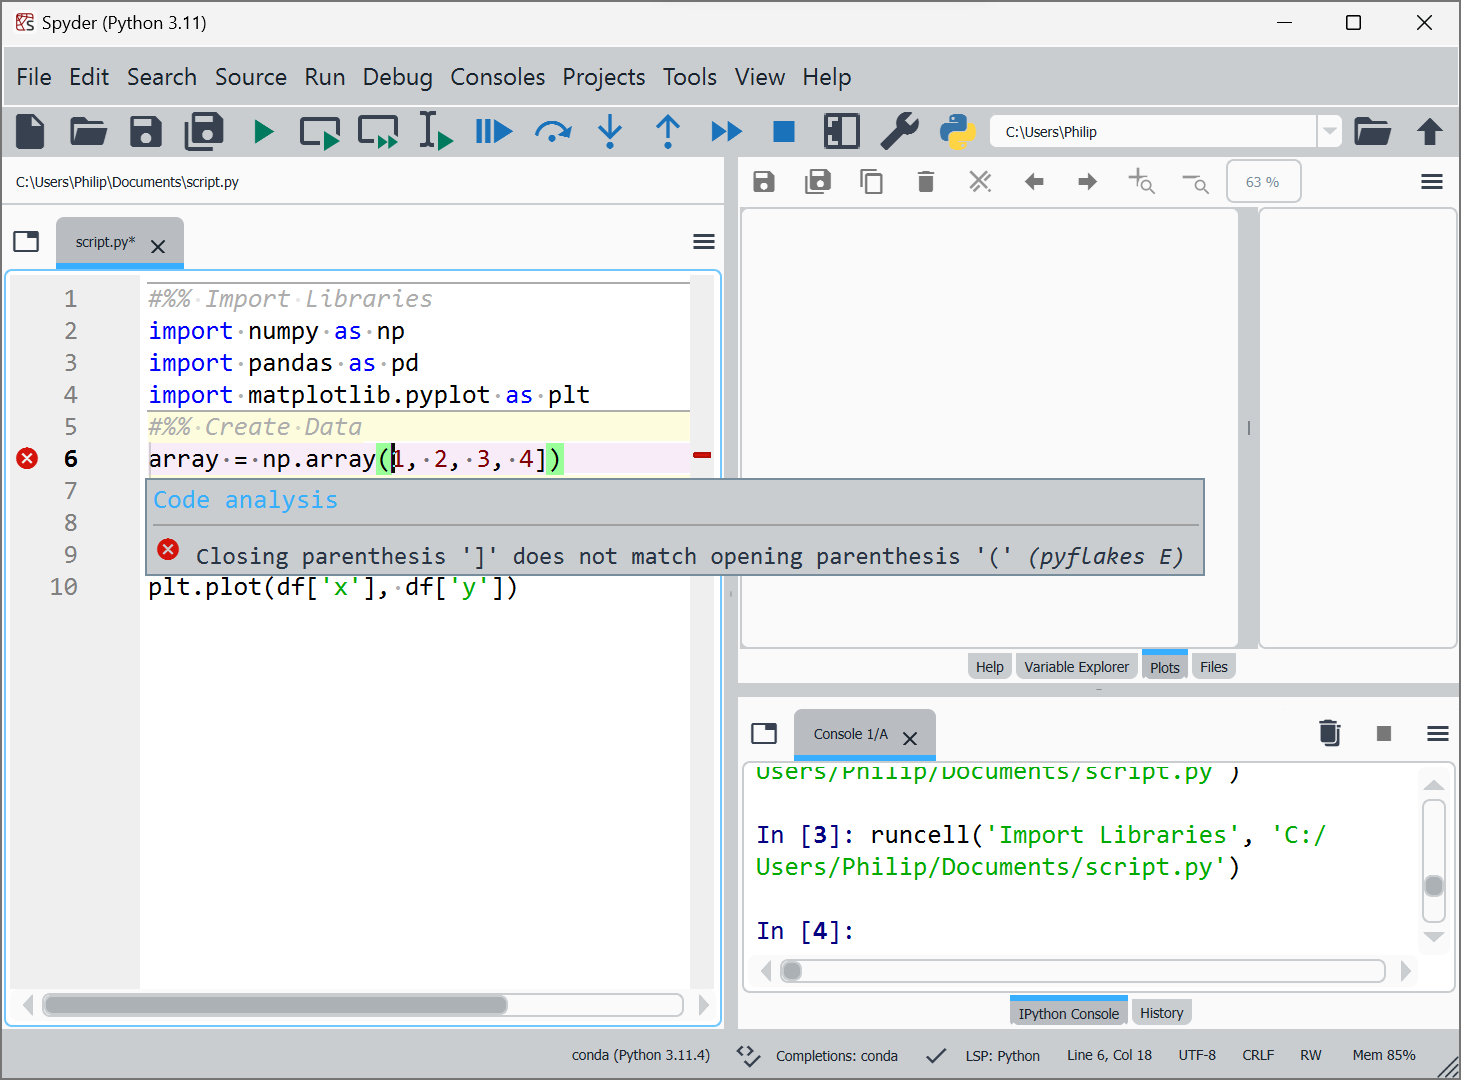 Spyder (Python 3.11)
File Edit Search Source Run Debug Consoles Projects Tools View Help
C:\Users\Philip
C:\Users\Philip\Documents\script.py
63 %
script.py*
1 #%% Import Libraries
2 import numpy as np
3 import pandas as pd
4 import matplotlib.pyplot as plt
5 #%% Create Data
6 array = np.array(1, 2, 3, 4])
7
8
9
Code analysis
Closing parenthesis ']' does not match opening parenthesis '(' (pyflakes E)
10 plt.plot(df['x'], df['y'])
Help Variable Explorer Plots Files
Console 1/A
Users/Philip/Documents/script.py')
In [3]: runcell('Import Libraries', 'C:/
Users/Philip/Documents/script.py')
In [4]:
IPython Console History
conda (Python 3.11.4) Completions: conda LSP: Python Line 6, Col 18 UTF-8 CRLF RW Mem 85%